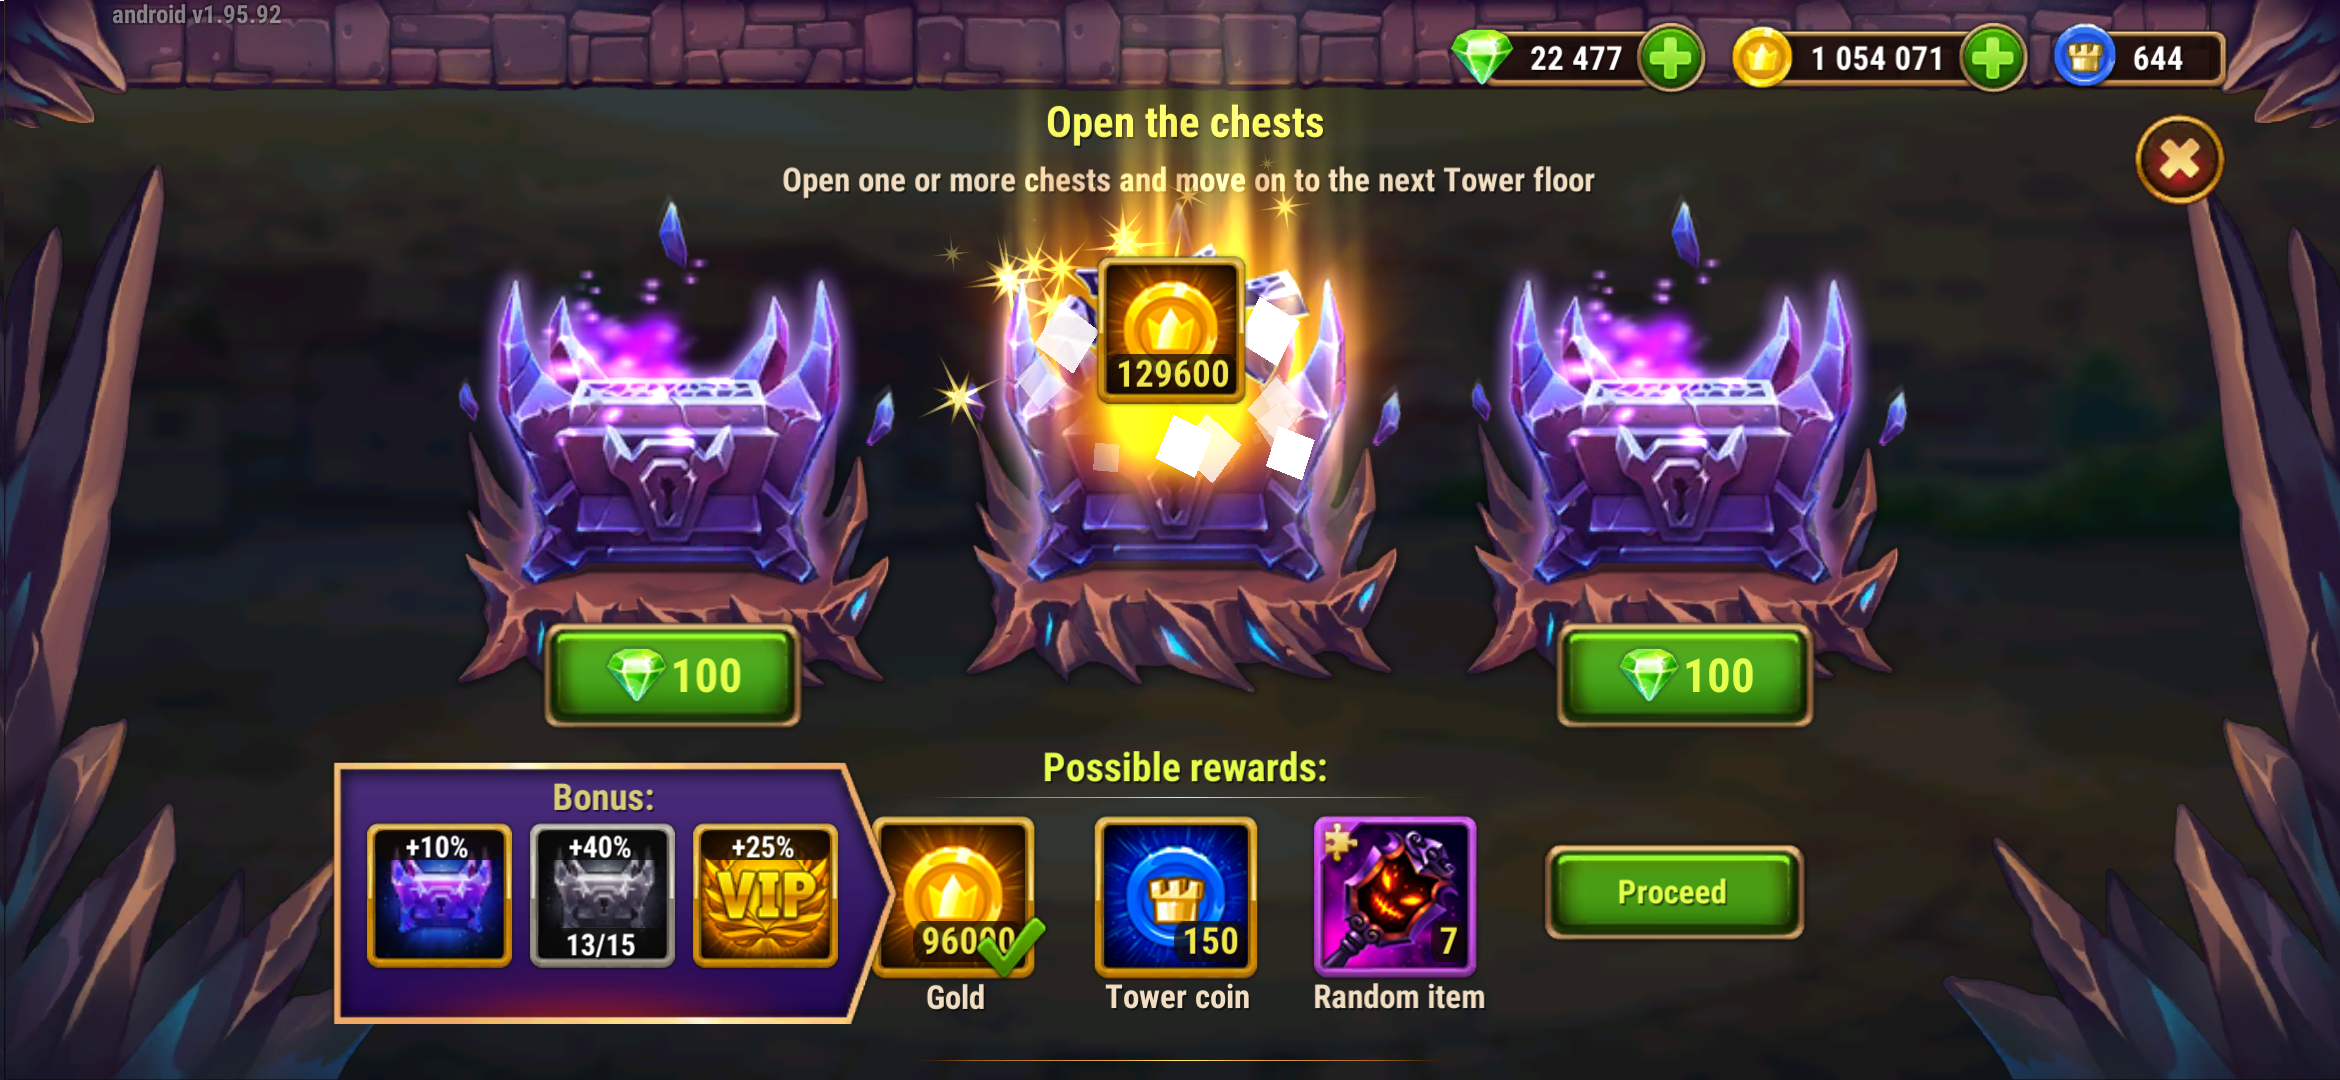 android v1.95.92
22 477
1 054 071
644
Open the chests
Open one or more chests and move on to the next Tower floor
129600
100
100
Possible rewards:
Bonus:
+10%
+40%
+25%
VIP
13/15
96000
150
7
Proceed
Gold
Tower coin
Random item